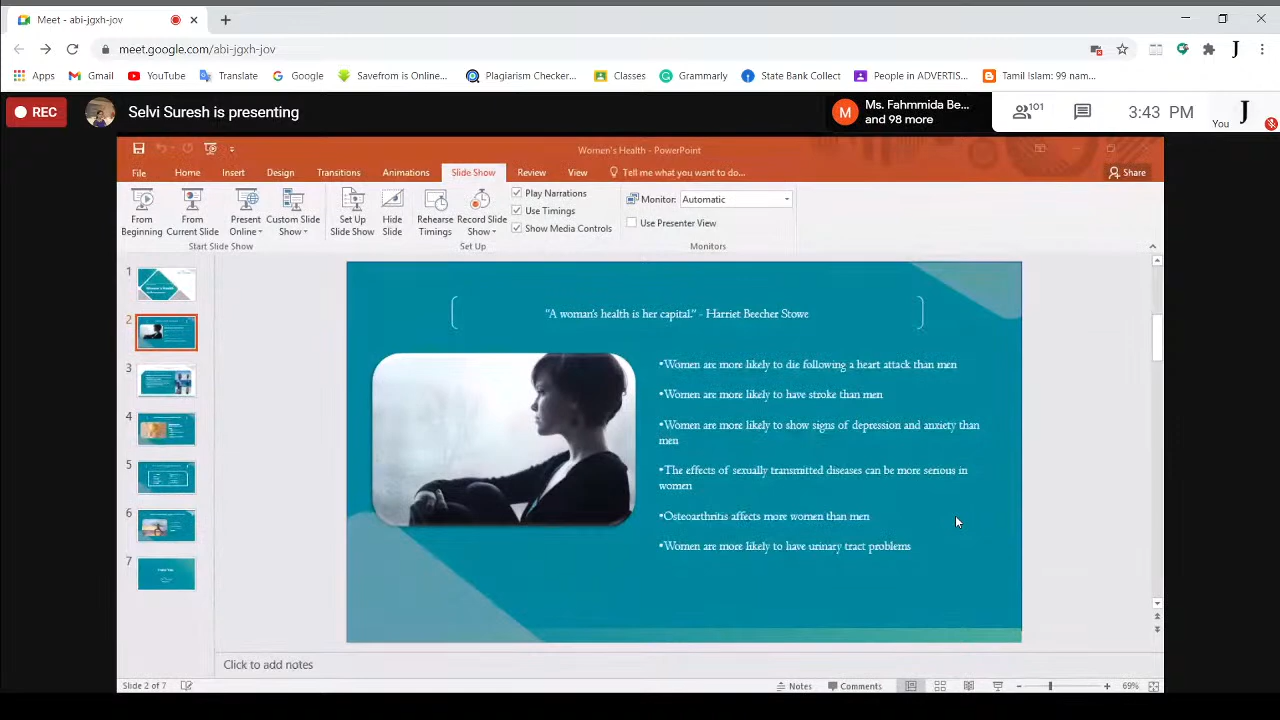 Meet - abi-jgxh-jov
meet.google.com/abi-jgxh-jov
Apps Gmail YouTube Translate Google Savefrom is Onlin... Plagiarism Checker... Classes Grammarly State Bank Collect People in ADVERTIS... Tamil Islam: 99 nam...
REC Selvi Suresh is presenting
M Ms. Fahmmida Be...
and 98 more
101 3:43 PM You J
Women's Health - PowerPoint
File Home Insert Design Transitions Animations Slide Show Review View Tell me what you want to do... Share
From Beginning
From Current Slide
Present Online
Custom Slide Show
Start Slide Show
Set Up Slide Show
Hide Slide
Rehearse Timings
Record Slide Show
Play Narrations
Use Timings
Show Media Controls
Set Up
Monitor: Automatic
Use Presenter View
Monitors
1
2
3
4
5
6
7
"A woman's health is her capital." - Harriet Beecher Stowe
•Women are more likely to die following a heart attack than men
•Women are more likely to have stroke than men
•Women are more likely to show signs of depression and anxiety than
men
•The effects of sexually transmitted diseases can be more serious in
women
•Osteoarthritis affects more women than men
•Women are more likely to have urinary tract problems
Click to add notes
Slide 2 of 7 Notes Comments 69%